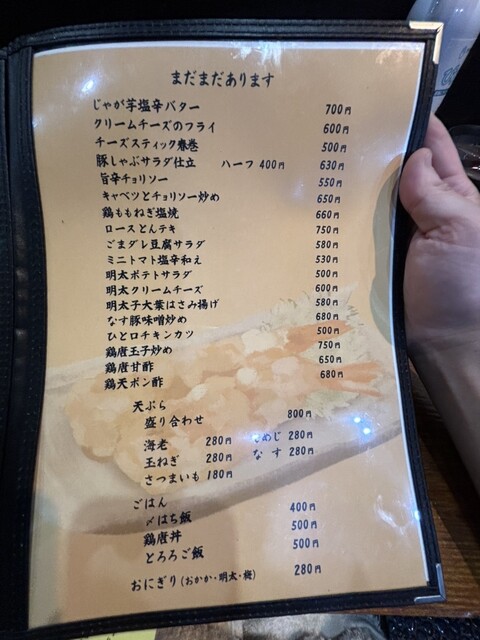 まだまだあります
じゃが芋塩辛バター 700円
クリームチーズのフライ 600円
チーズスティック春巻 500円
豚しゃぶサラダ仕立 ハーフ 400円 630円
旨辛チョリソー 550円
キャベツとチョリソー炒め 650円
鶏ももねぎ塩焼 660円
ロースとんテキ 750円
ごまダレ豆腐サラダ 580円
ミニトマト塩辛和え 530円
明太ポテトサラダ 500円
明太クリームチーズ 600円
明太子大葉はさみ揚げ 580円
なす豚味噌炒め 680円
ひと口チキンカツ 500円
鶏唐玉子炒め 750円
鶏唐甘酢 650円
鶏天ポン酢 680円
天ぷら
盛り合わせ 800円
海老 280円 めじ 280円
玉ねぎ 280円 なす 280円
さつまいも 180円
ごはん
〆はち飯 400円
鶏唐丼 500円
とろろご飯 500円
おにぎり(おかか・明太・梅) 280円